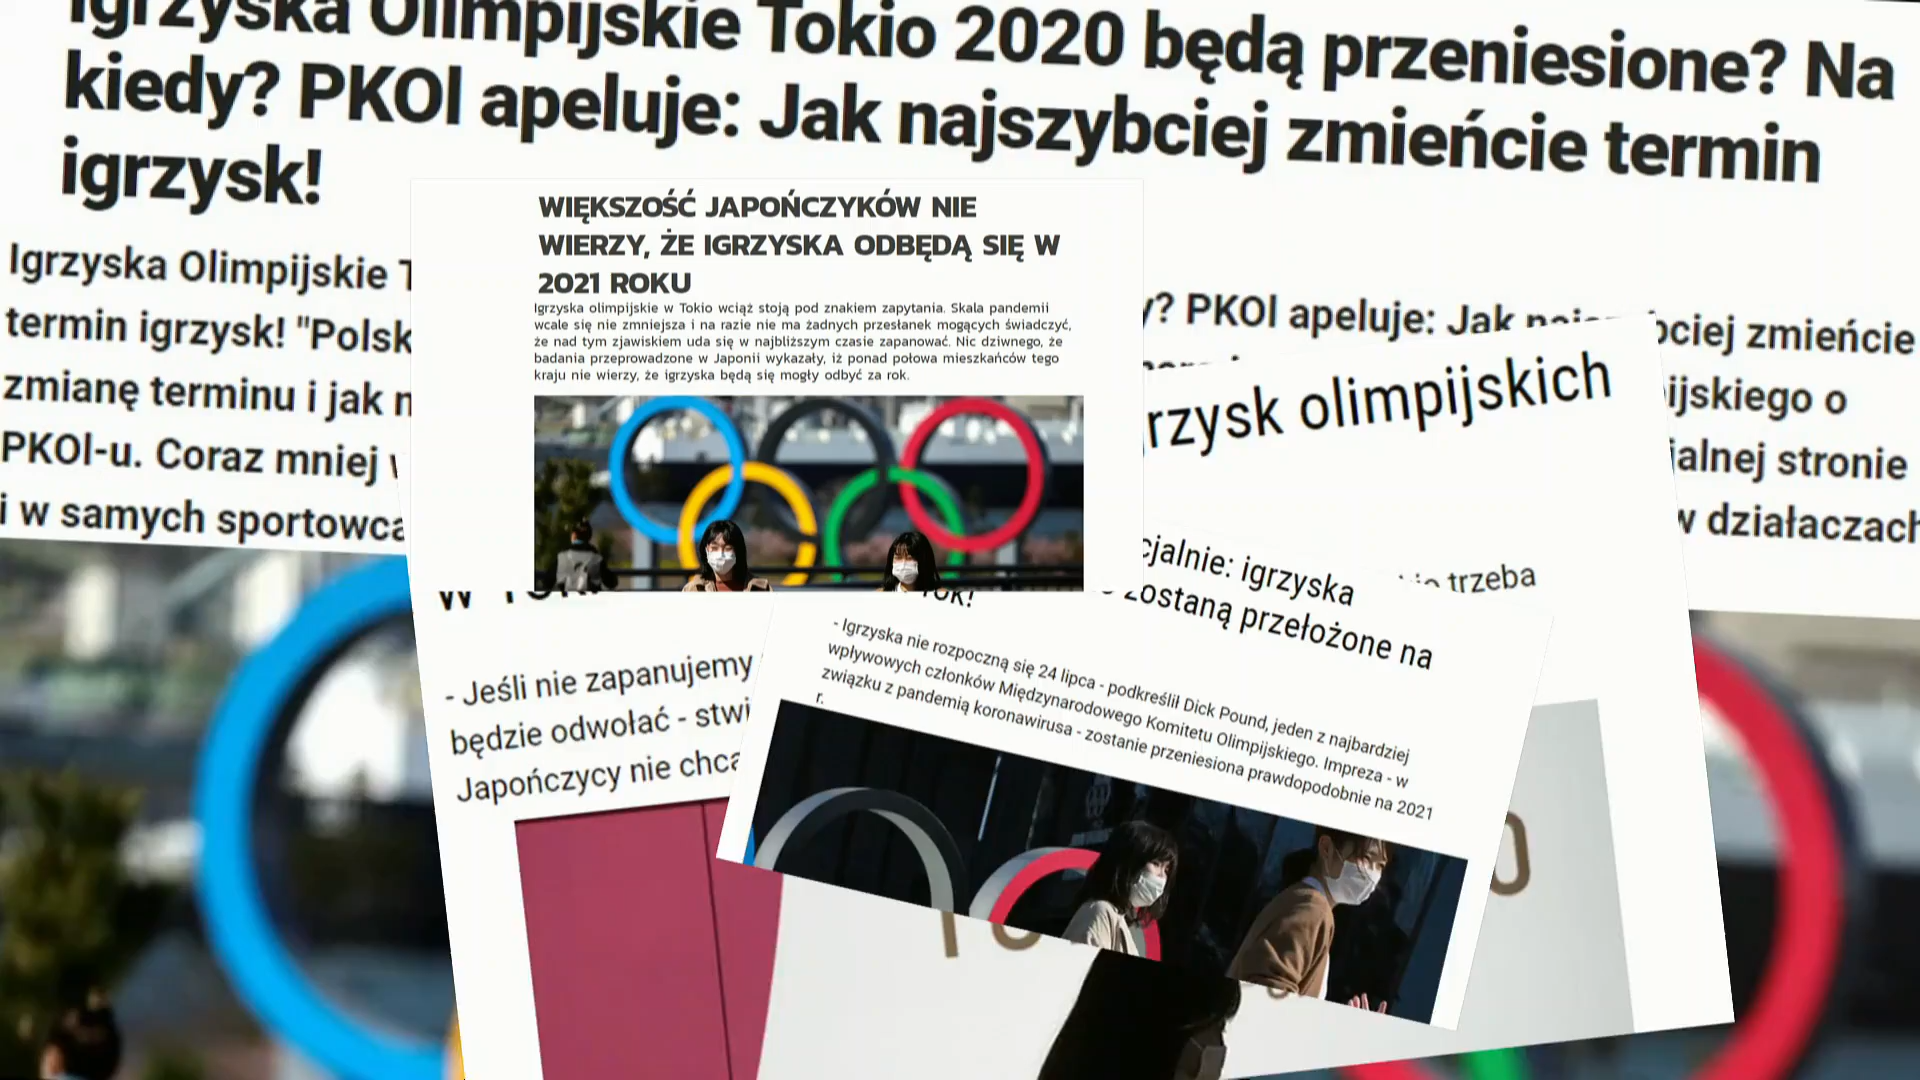 Igrzyska Olimpijskie Tokio 2020 będą przeniesione? Na
kiedy? PKOl apeluje: Jak najszybciej zmieńcie termin
igrzysk!
Igrzyska Olimpijskie
termin igrzysk! "Polsk
zmianę terminu i jak
PKOl-u. Coraz mniej
i w samych sportowca
WIĘKSZOŚĆ JAPOŃCZYKÓW NIE
WIERZY, ŻE IGRZYSKA ODBĘDĄ SIĘ W
2021 ROKU
Igrzyska olimpijskie w Tokio wciąż stoją pod znakiem zapytania. Skala pandemii
wcale się nie zmniejsza i na razie nie ma żadnych przesłanek mogących świadczyć,
że nad tym zjawiskiem uda się w najbliższym czasie zapanować. Nic dziwnego, że
badania przeprowadzone w Japonii wykazały, iż ponad połowa mieszkańców tego
kraju nie wierzy, że igrzyska będą się mogły odbyć za rok.
y? PKOl apeluje: Jak najszybciej zmieńcie
ijskiego o
jalnej stronie
w działaczach
rzysk olimpijskich
trzeba
cjalnie: igrzyska
zostaną przełożone na
- Jeśli nie zapanujemy
będzie odwołać - stwi
Japończycy nie chcą
rok!
- Igrzyska nie rozpoczną się 24 lipca - podkreślił Dick Pound, jeden z najbardziej
wpływowych członków Międzynarodowego Komitetu Olimpijskiego. Impreza - w
związku z pandemią koronawirusa - zostanie przeniesiona prawdopodobnie na 2021
r.